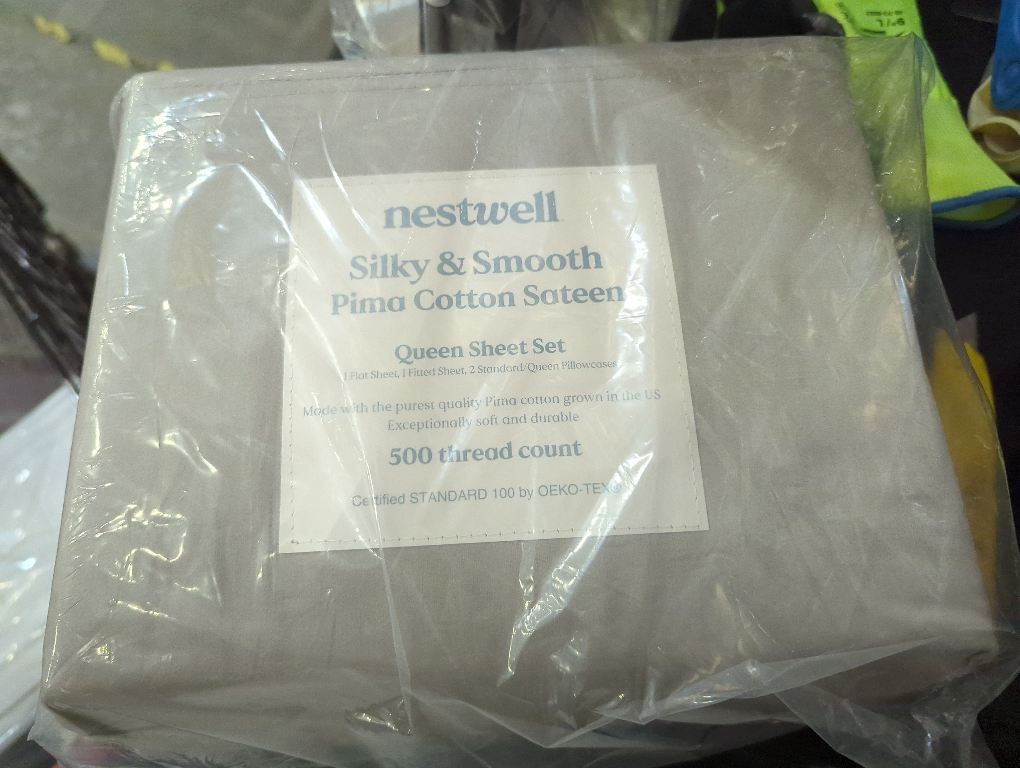 nestwell
Silky & Smooth
Pima Cotton Sateen
Queen Sheet Set
1 Flat Sheet, 1 Fitted Sheet, 2 Standard/Queen Pillowcases
Made with the purest quality Pima cotton grown in the US
Exceptionally soft and durable
500 thread count
Certified STANDARD 100 by OEKO-TEX®
9"/L